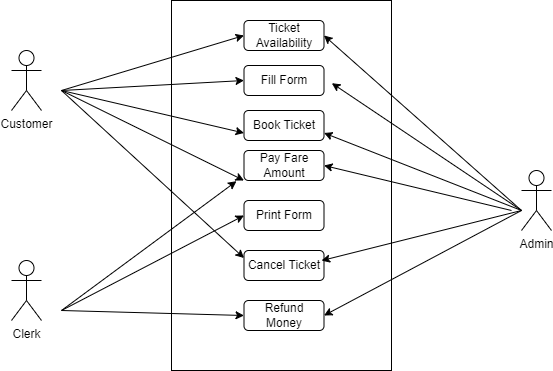 Ticket
Availability
Fill Form
Customer
Book Ticket
Pay Fare
Amount
Print Form
Admin
Cancel Ticket
Refund
Money
Clerk